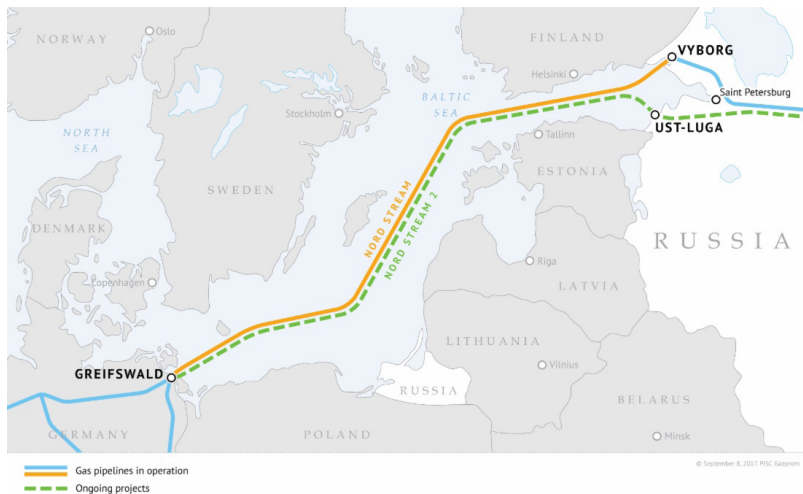 NORWAY
Oslo
FINLAND
VYBORG
Helsinki
Saint Petersburg
BALTIC
SEA
Stockholm
UST-LUGA
NORTH
SEA
Tallinn
ESTONIA
SWEDEN
NORD STREAM
NORD STREAM 2
DENMARK
RUSSIA
Riga
Copenhagen
LATVIA
LITHUANIA
GREIFSWALD
Vilnius
RUSSIA
BELARUS
GERMANY
POLAND
Minsk
Gas pipelines in operation
© September 8, 2017 PJSC Gazprom
Ongoing projects